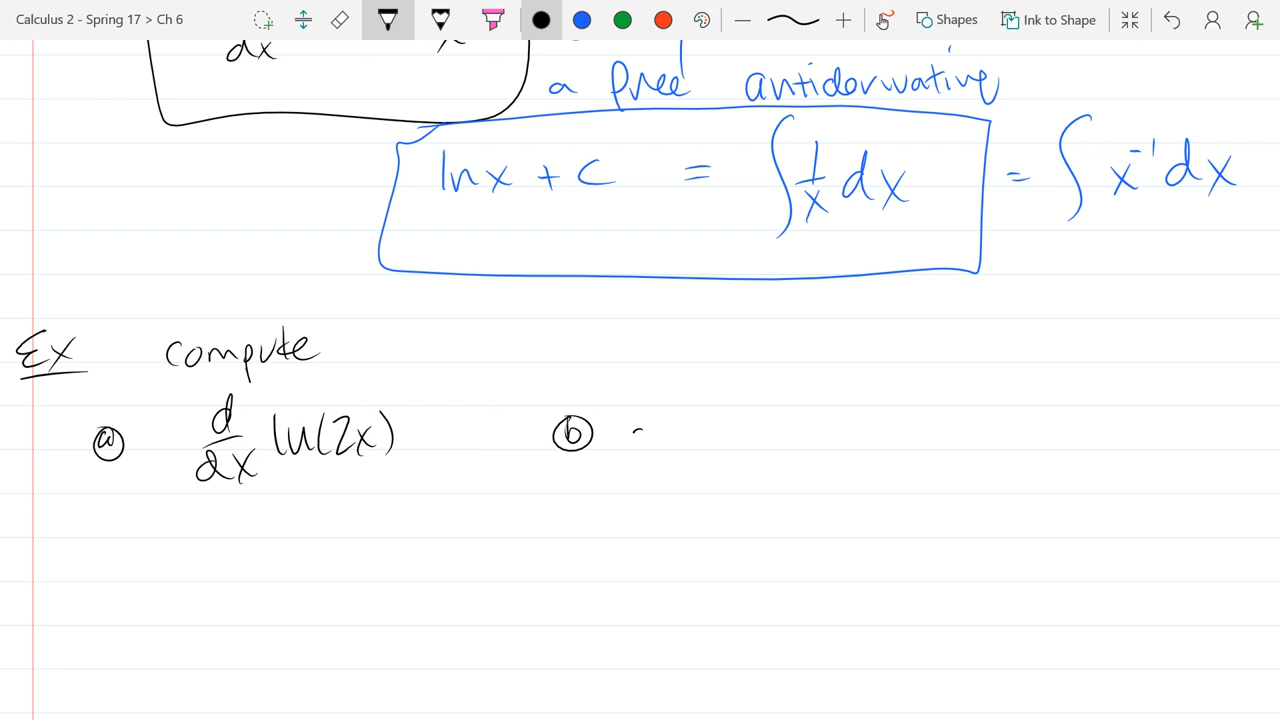 Calculus 2 - Spring 17 > Ch 6 Shapes Ink to Shape
dx x
a free antiderivative
ln x + C = ∫ 1/x dx = ∫ x⁻¹ dx
Ex compute
ⓐ d/dx ln(2x) ⓑ